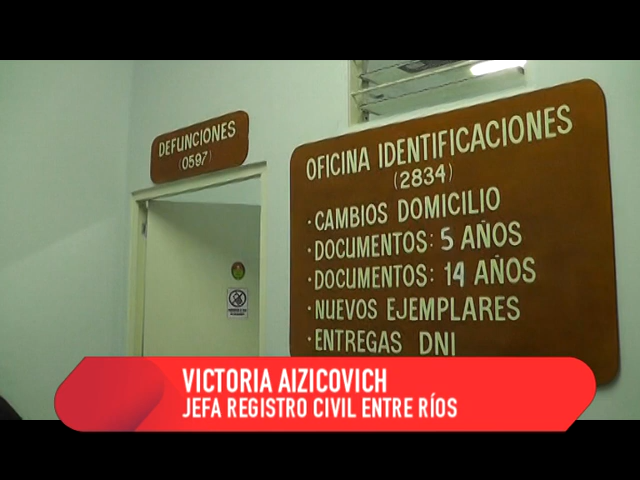 DEFUNCIONES
(0597)
OFICINA IDENTIFICACIONES
(2834)
·CAMBIOS DOMICILIO
·DOCUMENTOS: 5 AÑOS
·DOCUMENTOS: 14 AÑOS
·NUEVOS EJEMPLARES
·ENTREGAS DNI
VICTORIA AIZICOVICH
JEFA REGISTRO CIVIL ENTRE RÍOS